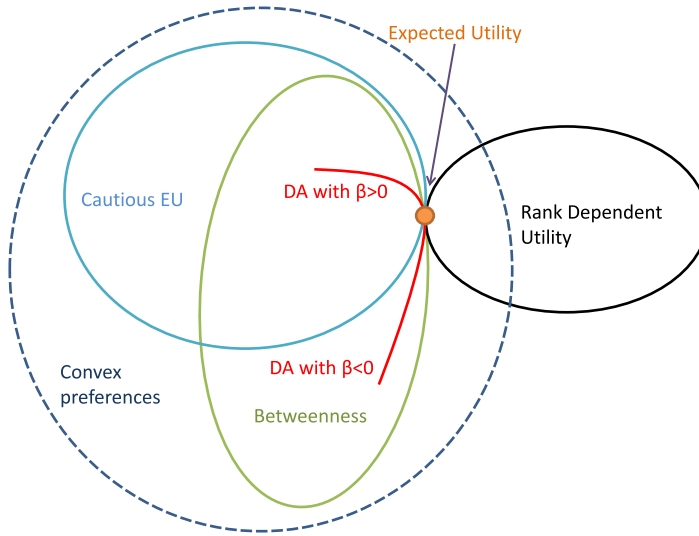 Expected Utility
DA with β>0
Cautious EU
Rank Dependent
Utility
DA with β<0
Convex
preferences
Betweenness